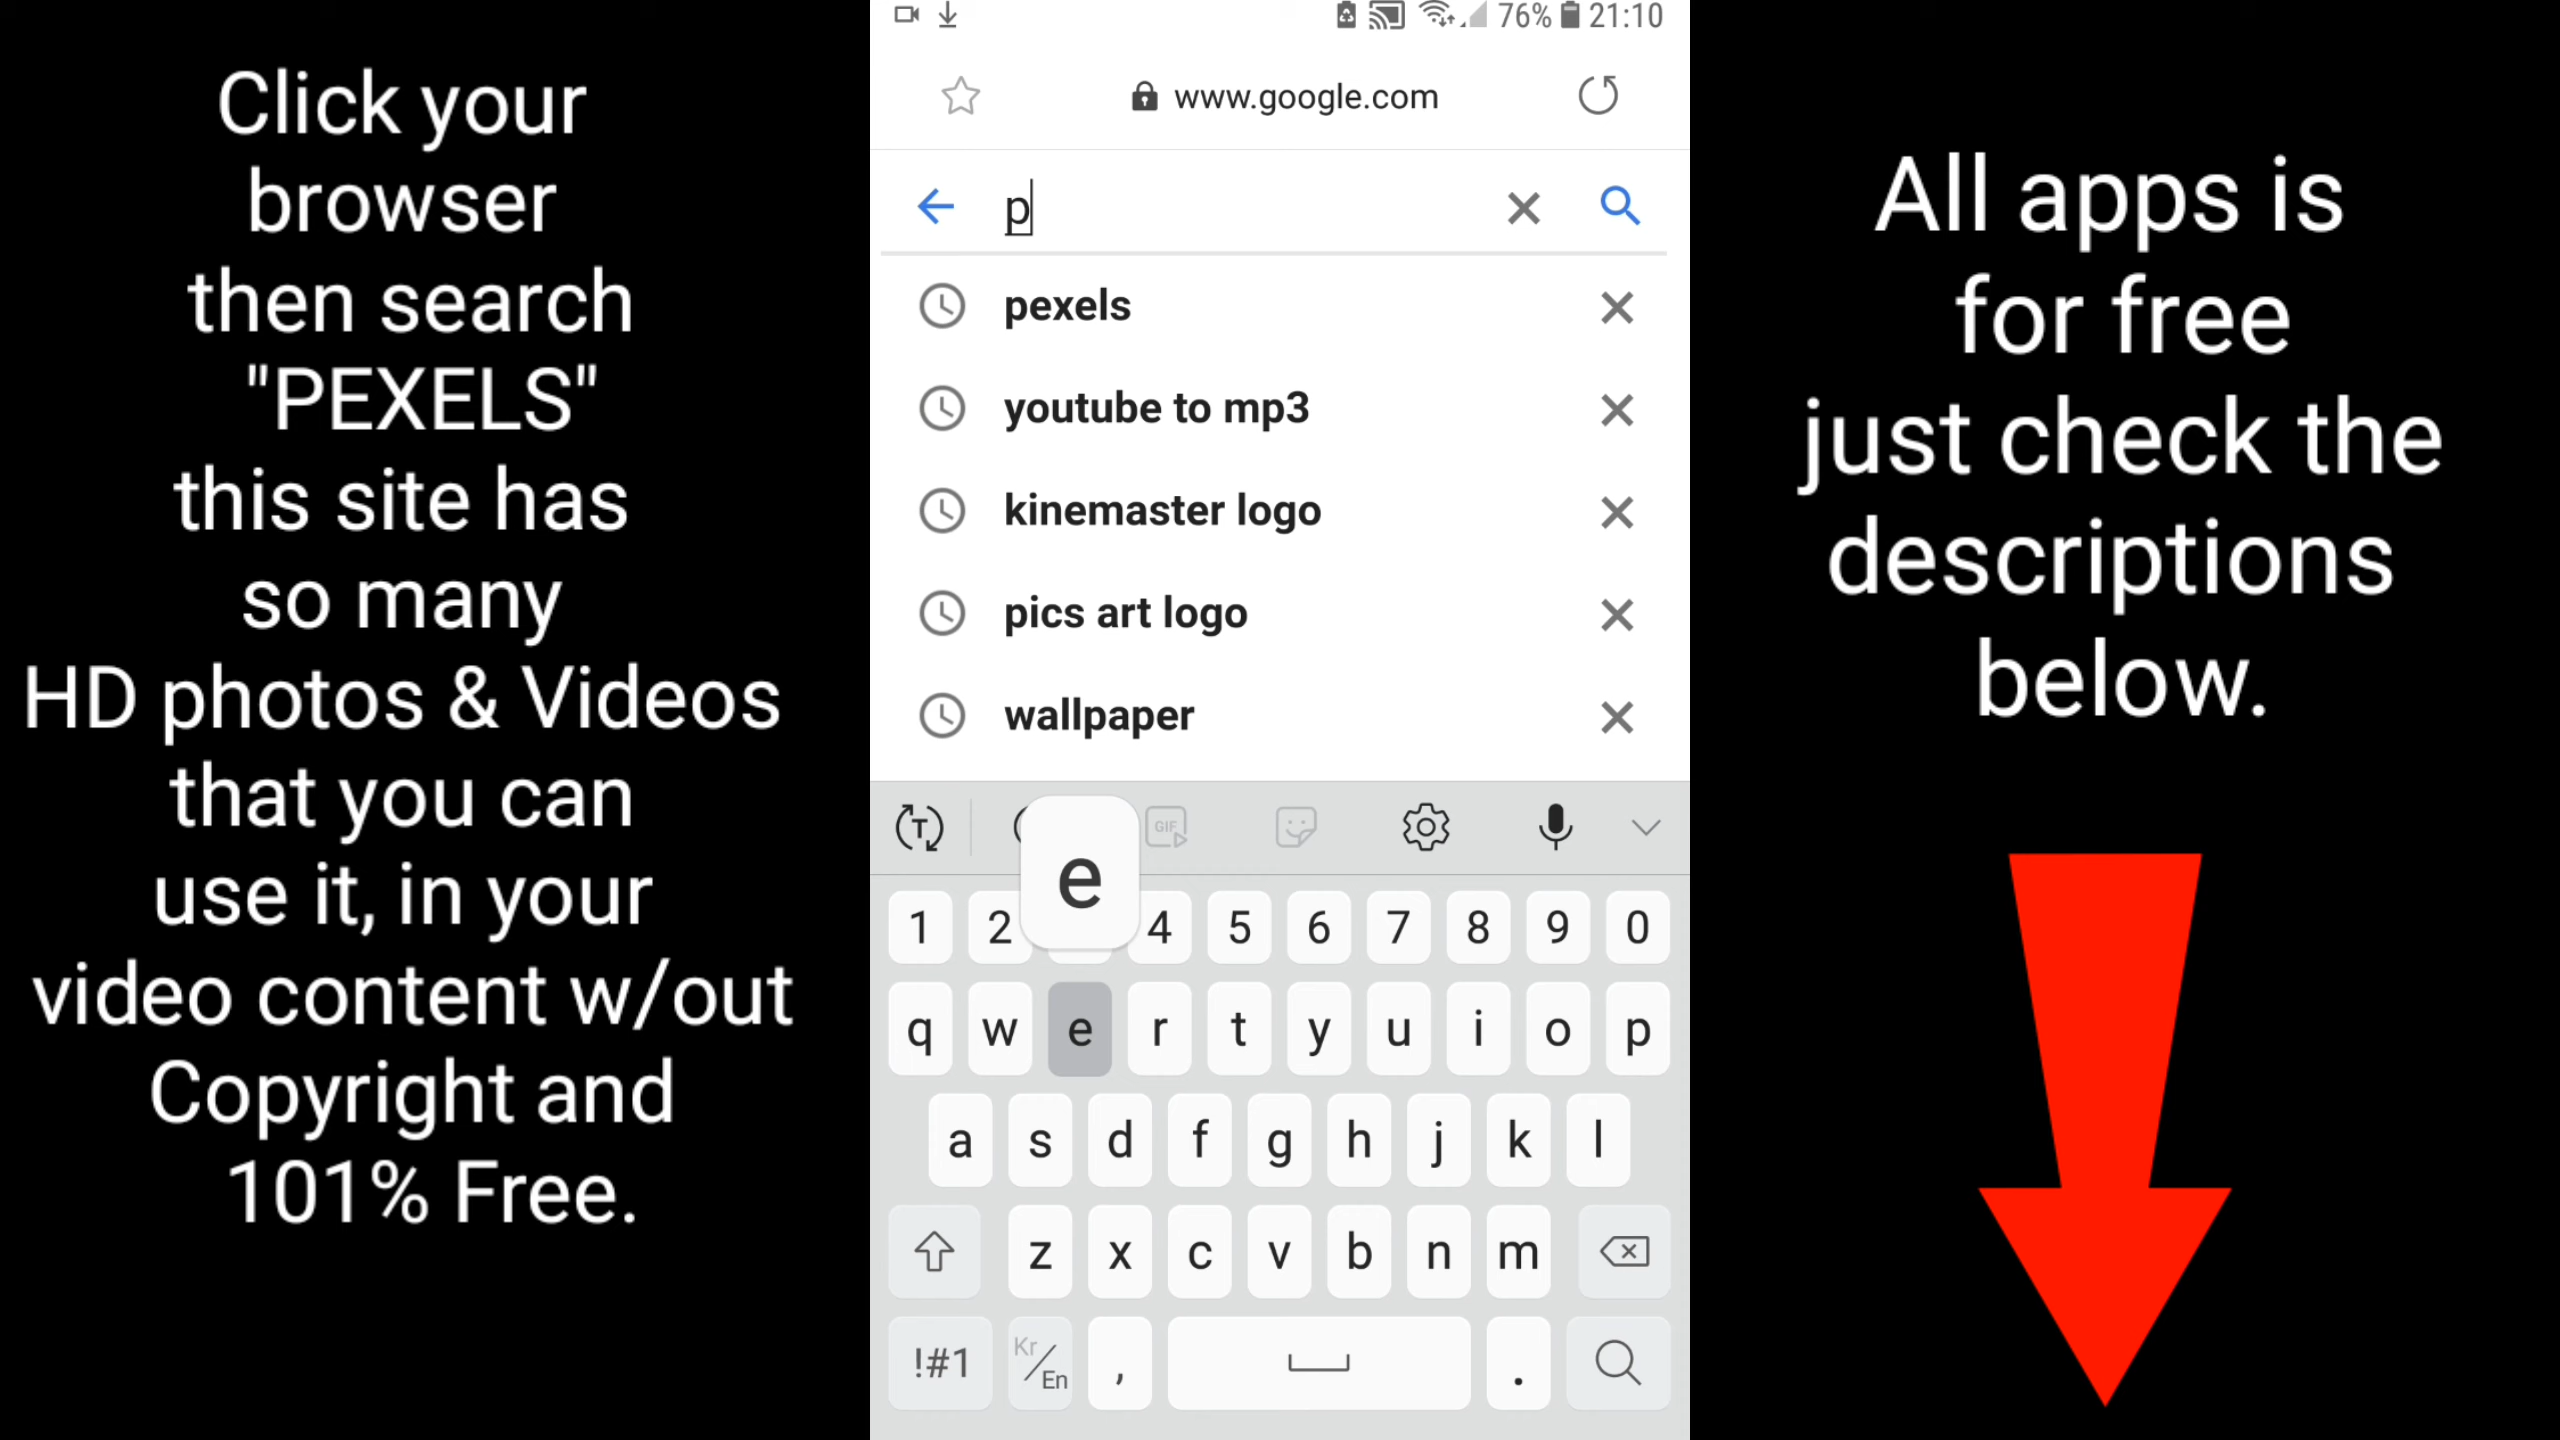 Click your
browser
then search
"PEXELS"
this site has
so many
HD photos & Videos
that you can
use it, in your
video content w/out
Copyright and
101% Free.
76% 21:10
www.google.com
p
pexels
youtube to mp3
kinemaster logo
pics art logo
wallpaper
T
GIF
e
1 2 4 5 6 7 8 9 0
q w e r t y u i o p
a s d f g h j k l
z x c v b n m
!#1 Kr/En , .
All apps is
for free
just check the
descriptions
below.